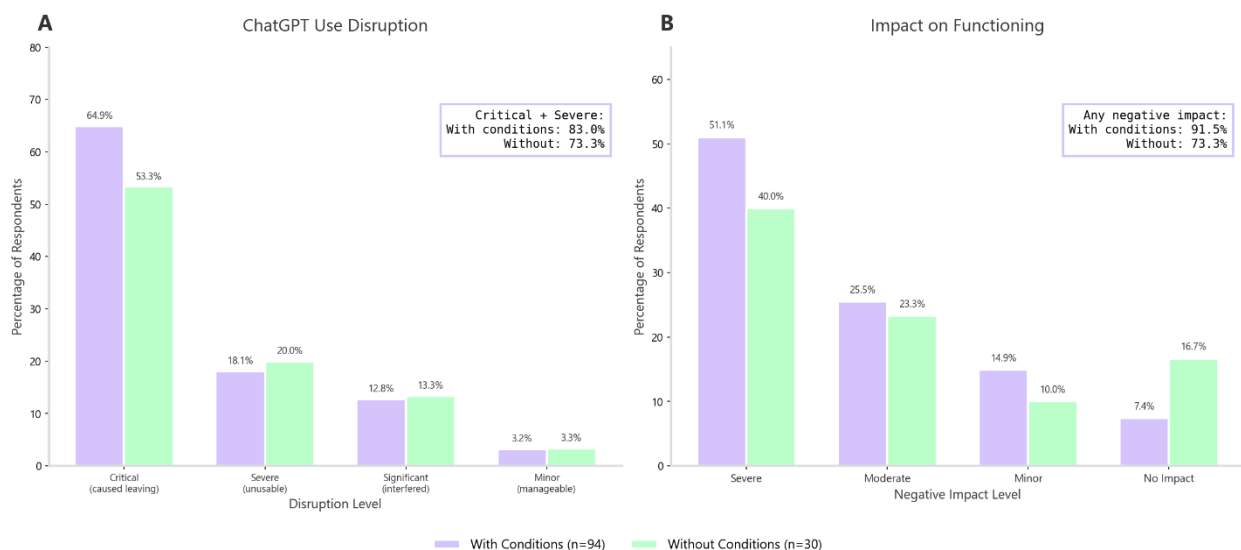 A
ChatGPT Use Disruption
Percentage of Respondents
80
70
60
50
40
30
20
10
0
64.9%
53.3%
18.1%
20.0%
12.8%
13.3%
3.2%
3.3%
Critical + Severe:
With conditions: 83.0%
Without: 73.3%
Critical
(caused leaving)
Severe
(unusable)
Significant
(interfered)
Minor
(manageable)
Disruption Level
B
Impact on Functioning
Percentage of Respondents
60
50
40
30
20
10
0
51.1%
40.0%
25.5%
23.3%
14.9%
10.0%
7.4%
16.7%
Any negative impact:
With conditions: 91.5%
Without: 73.3%
Severe
Moderate
Minor
No Impact
Negative Impact Level
With Conditions (n=94)
Without Conditions (n=30)